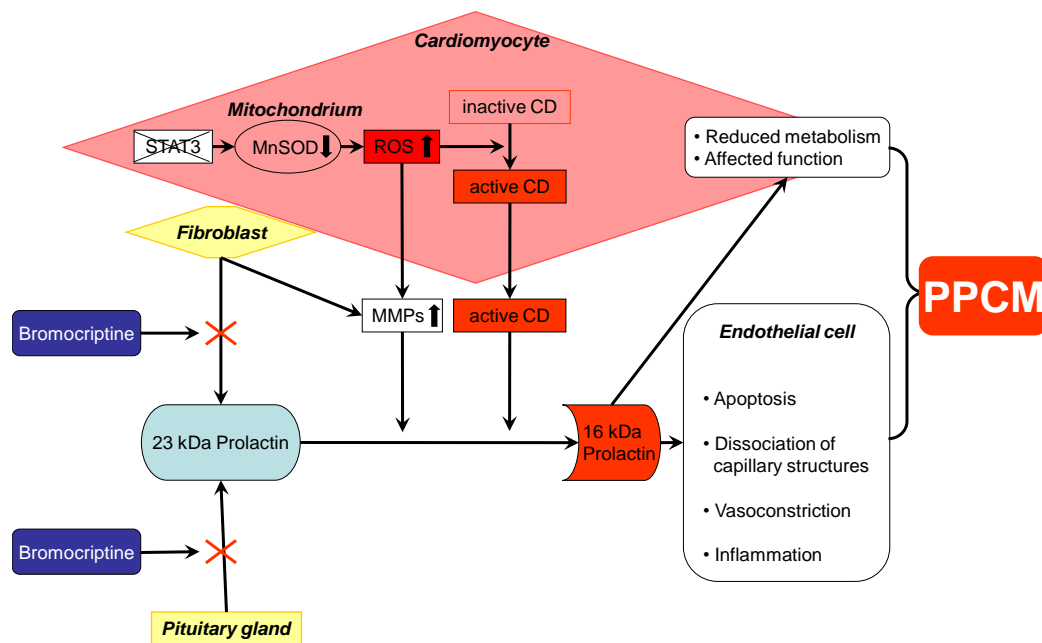 Cardiomyocyte
Mitochondrium
inactive CD
STAT3
MnSOD
ROS
active CD
• Reduced metabolism
• Affected function
Fibroblast
Bromocriptine
MMPs
active CD
PPCM
Endothelial cell
• Apoptosis
• Dissociation of
capillary structures
• Vasoconstriction
• Inflammation
23 kDa Prolactin
16 kDa
Prolactin
Bromocriptine
Pituitary gland